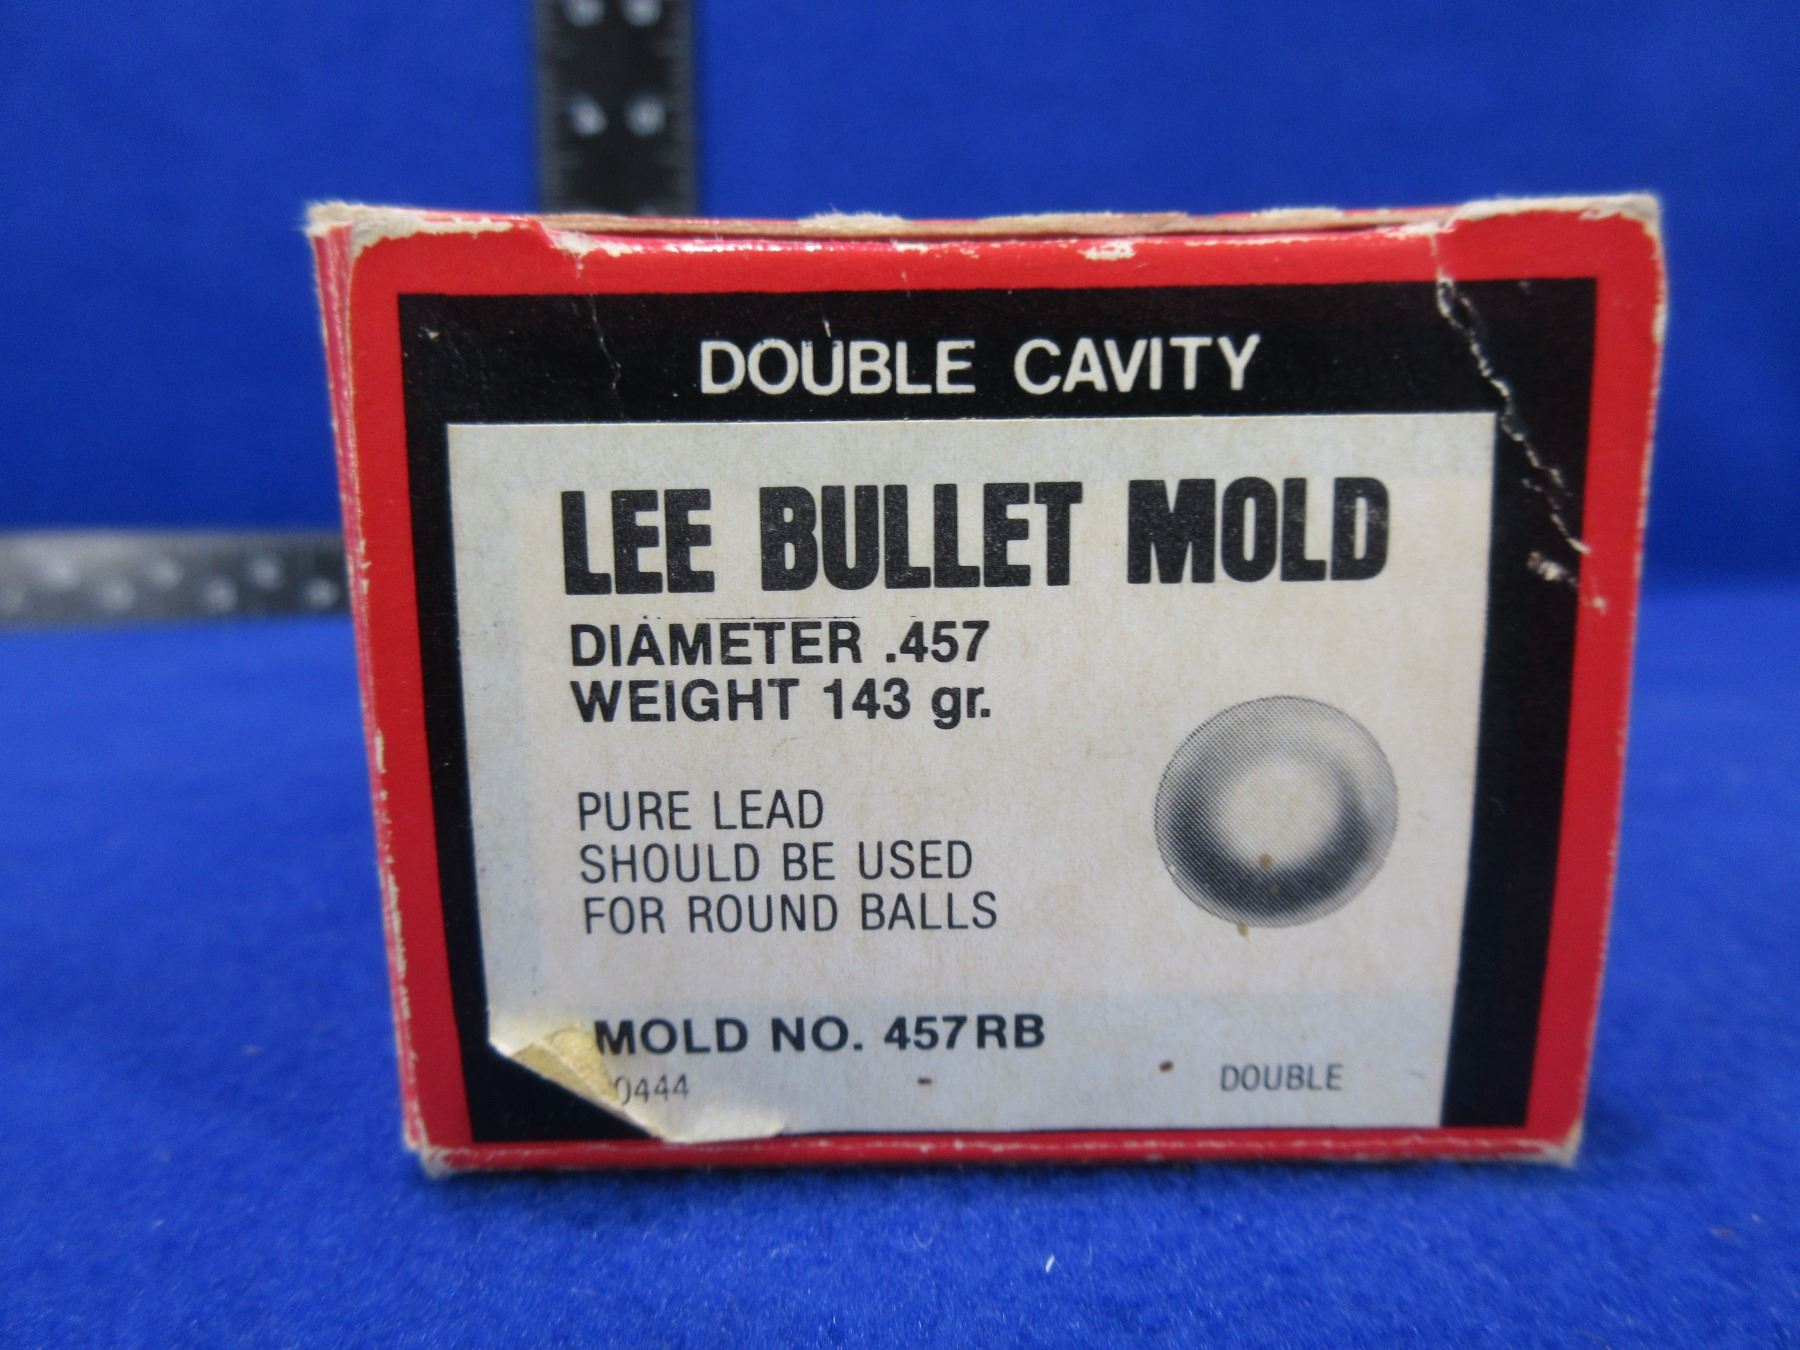 DOUBLE CAVITY
LEE BULLET MOLD
DIAMETER .457
WEIGHT 143 gr.
PURE LEAD
SHOULD BE USED
FOR ROUND BALLS
MOLD NO. 457RB
0444
DOUBLE